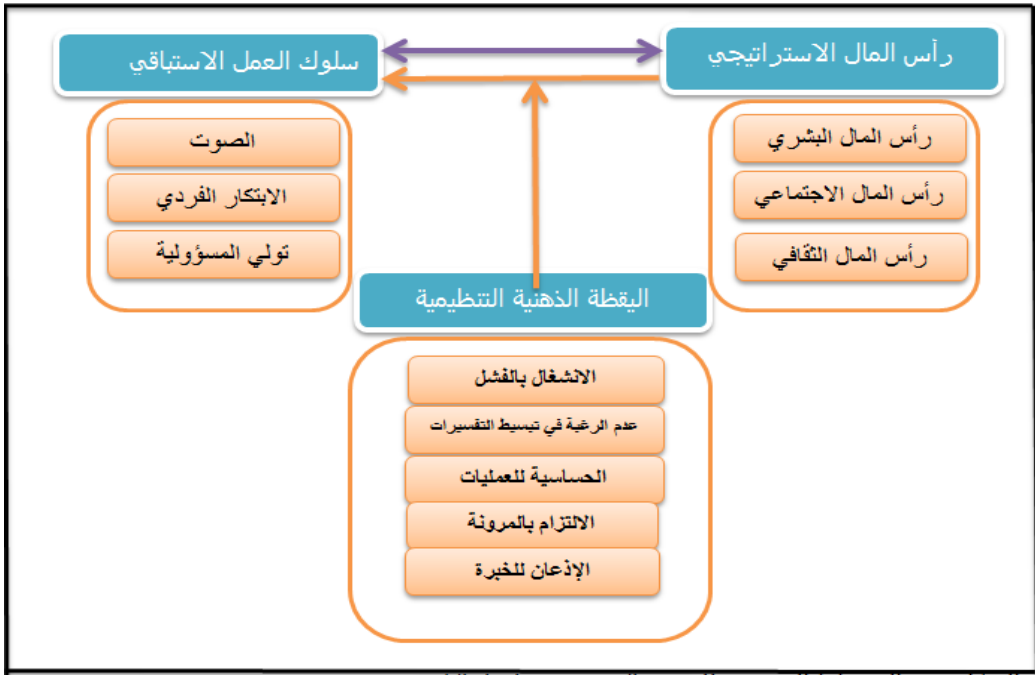 رأس المال الاستراتيجي
سلوك العمل الاستباقي
رأس المال البشري
رأس المال الاجتماعي
رأس المال الثقافي
الصوت
الابتكار الفردي
تولي المسؤولية
اليقظة الذهنية التنظيمية
الانشغال بالفشل
عدم الرغبة في تبسيط التفسيرات
الحساسية للعمليات
الالتزام بالمرونة
الإذعان للخبرة